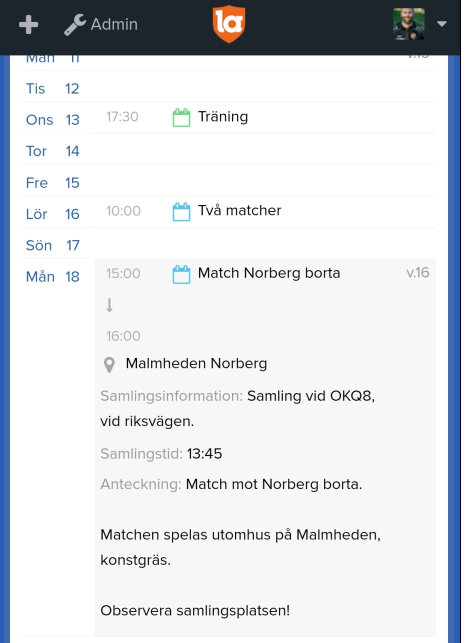 Admin
la
Mån 11 v.15
Tis 12
Ons 13 17:30 Träning
Tor 14
Fre 15
Lör 16 10:00 Två matcher
Sön 17
Mån 18 15:00 Match Norberg borta v.16
16:00
Malmheden Norberg
Samlingsinformation: Samling vid OKQ8,
vid riksvägen.
Samlingstid: 13:45
Anteckning: Match mot Norberg borta.
Matchen spelas utomhus på Malmheden,
konstgräs.
Observera samlingsplatsen!